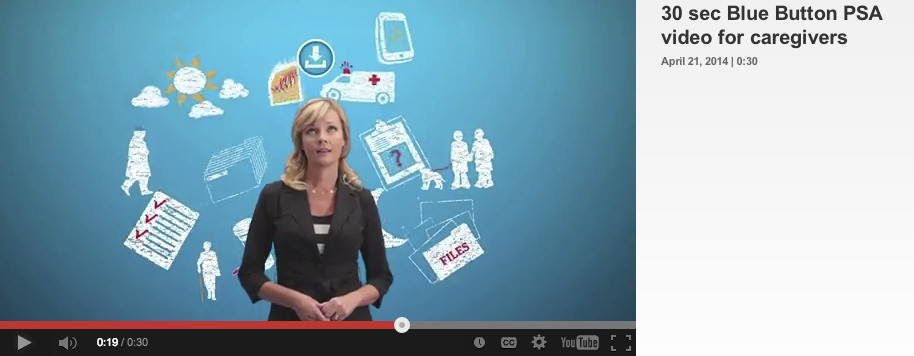 30 sec Blue Button PSA
video for caregivers
April 21, 2014 | 0:30
?
FILES
0:19 / 0:30
CC
YouTube